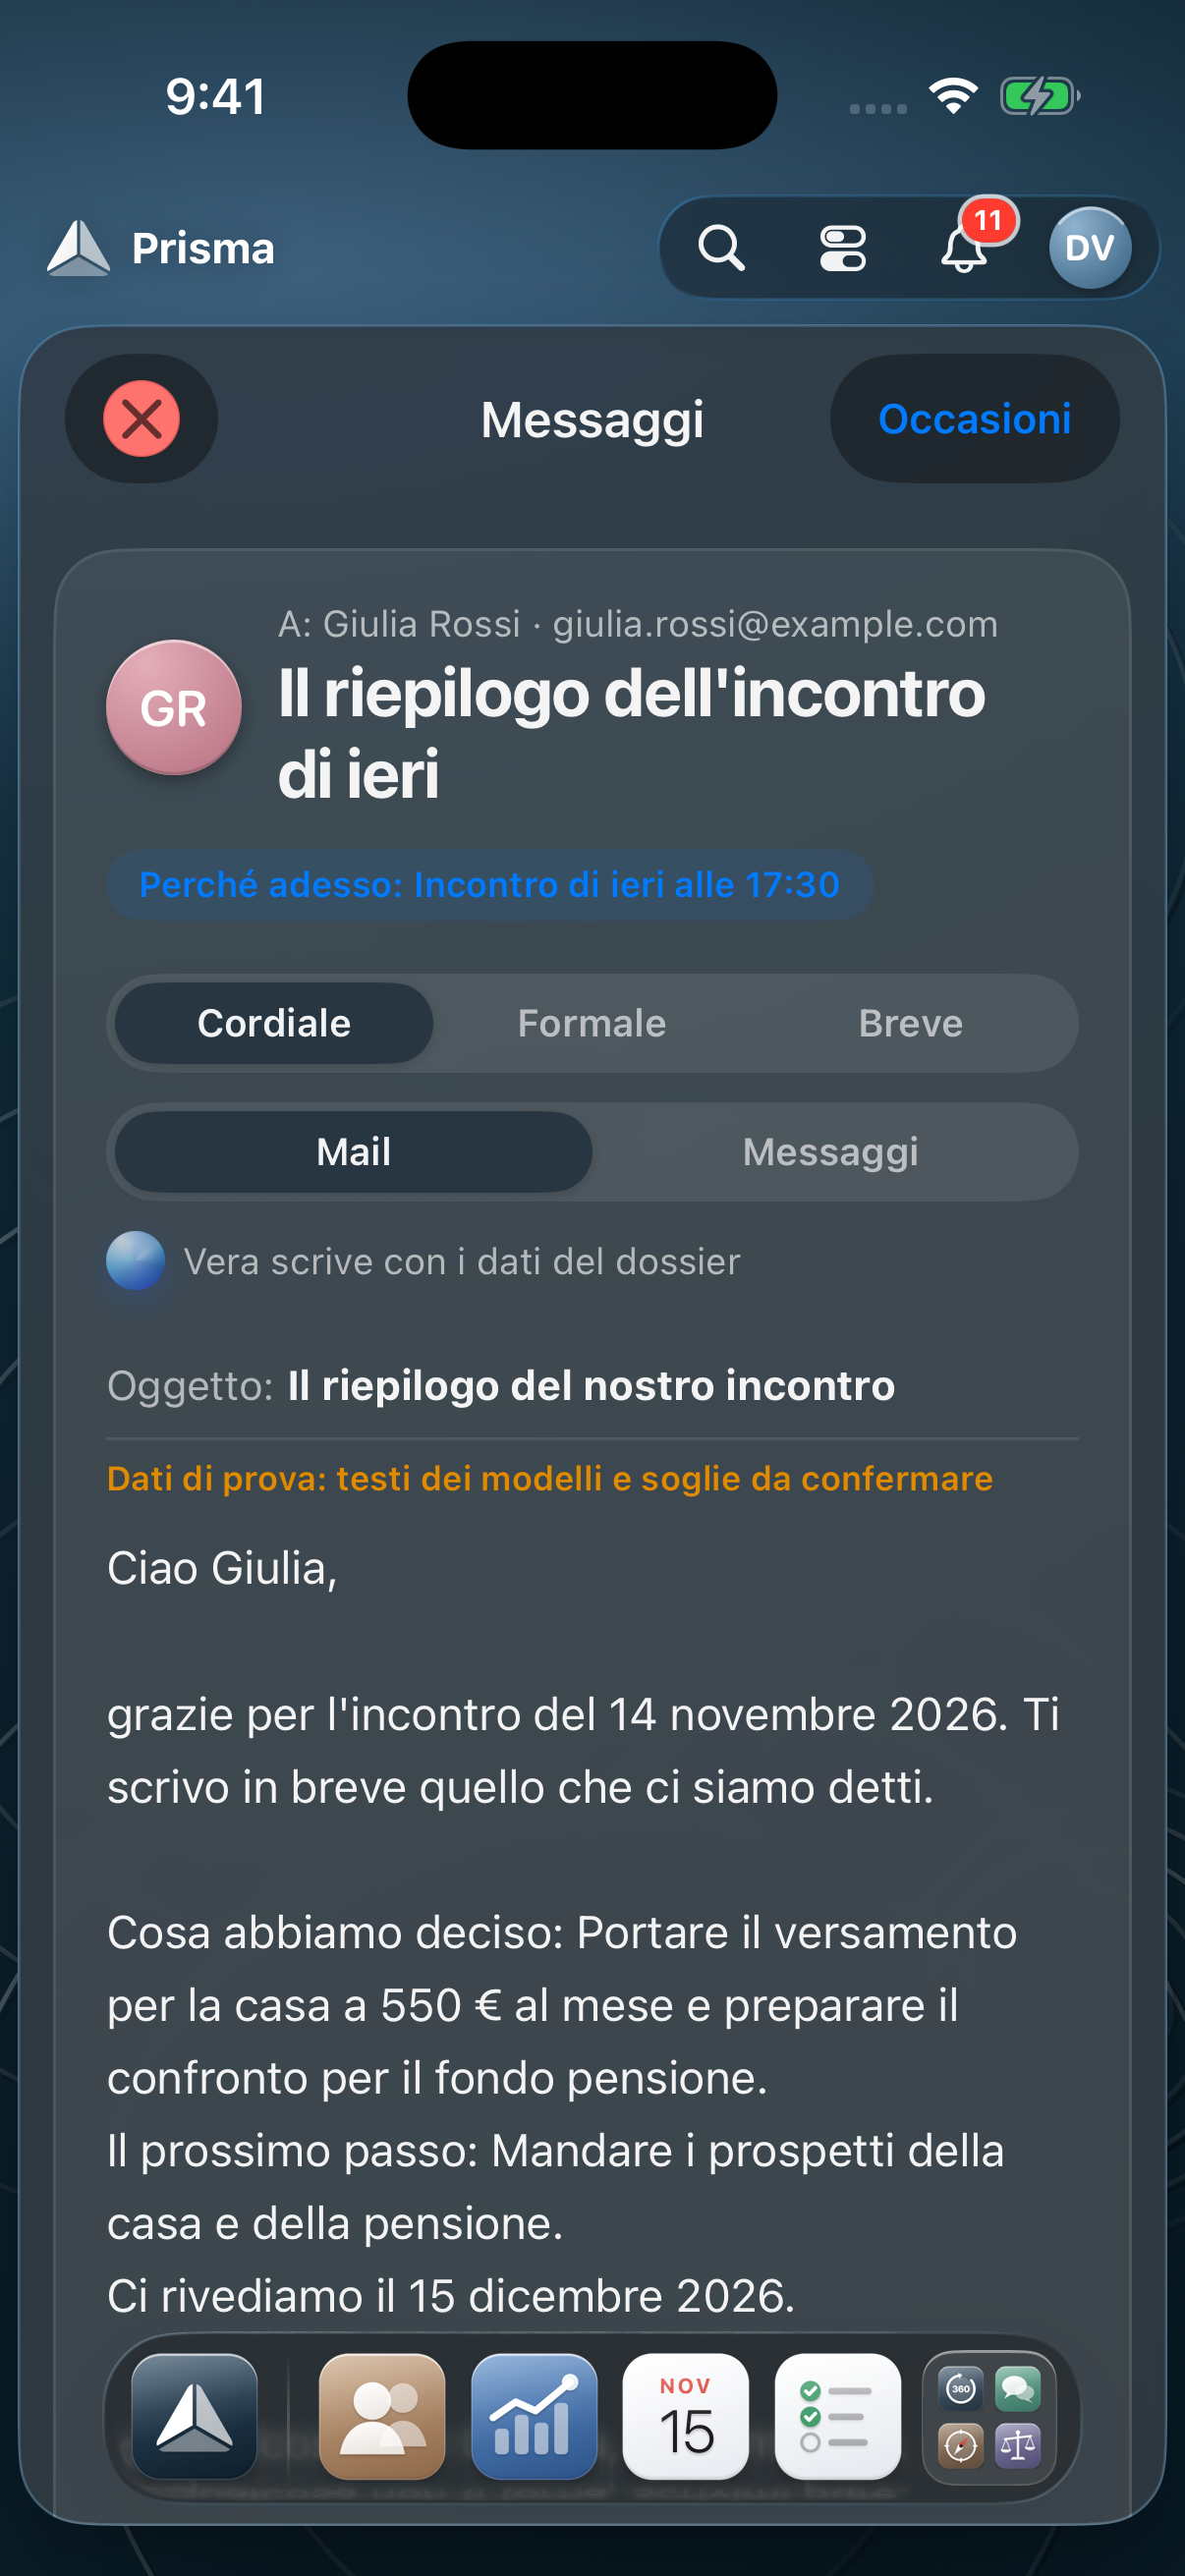 9:41
Prisma
11
DV
Messaggi
Occasioni
A: Giulia Rossi · giulia.rossi@example.com
GR
Il riepilogo dell'incontro
di ieri
Perché adesso: Incontro di ieri alle 17:30
Cordiale
Formale
Breve
Mail
Messaggi
Vera scrive con i dati del dossier
Oggetto: Il riepilogo del nostro incontro
Dati di prova: testi dei modelli e soglie da confermare
Ciao Giulia,
grazie per l'incontro del 14 novembre 2026. Ti
scrivo in breve quello che ci siamo detti.
Cosa abbiamo deciso: Portare il versamento
per la casa a 550 € al mese e preparare il
confronto per il fondo pensione.
Il prossimo passo: Mandare i prospetti della
casa e della pensione.
Ci rivediamo il 15 dicembre 2026.
NOV
15
360